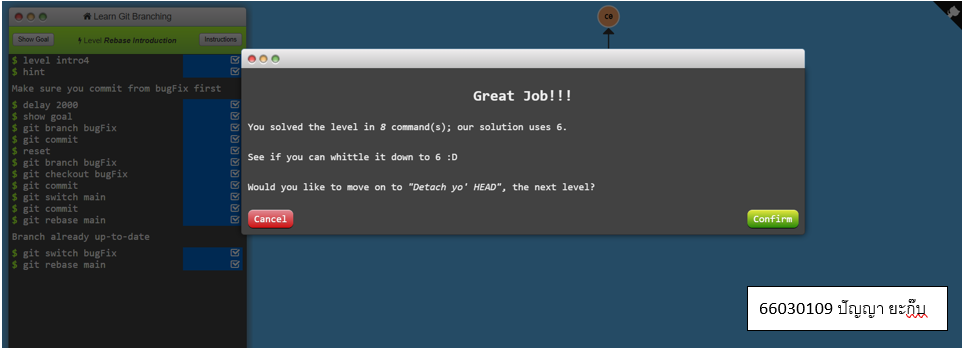 Learn Git Branching
Show Goal
Level Rebase Introduction
Instructions
$ level intro4
$ hint
Make sure you commit from bugFix first
$ delay 2000
$ show goal
$ git branch bugFix
$ git commit
$ reset
$ git branch bugFix
$ git checkout bugFix
$ git commit
$ git switch main
$ git commit
$ git rebase main
Branch already up-to-date
$ git switch bugFix
$ git rebase main
C0
Great Job!!!
You solved the level in 8 command(s); our solution uses 6.
See if you can whittle it down to 6 :D
Would you like to move on to "Detach yo' HEAD", the next level?
Cancel
Confirm
66030109 ปัญญา ยะกึ๊บ